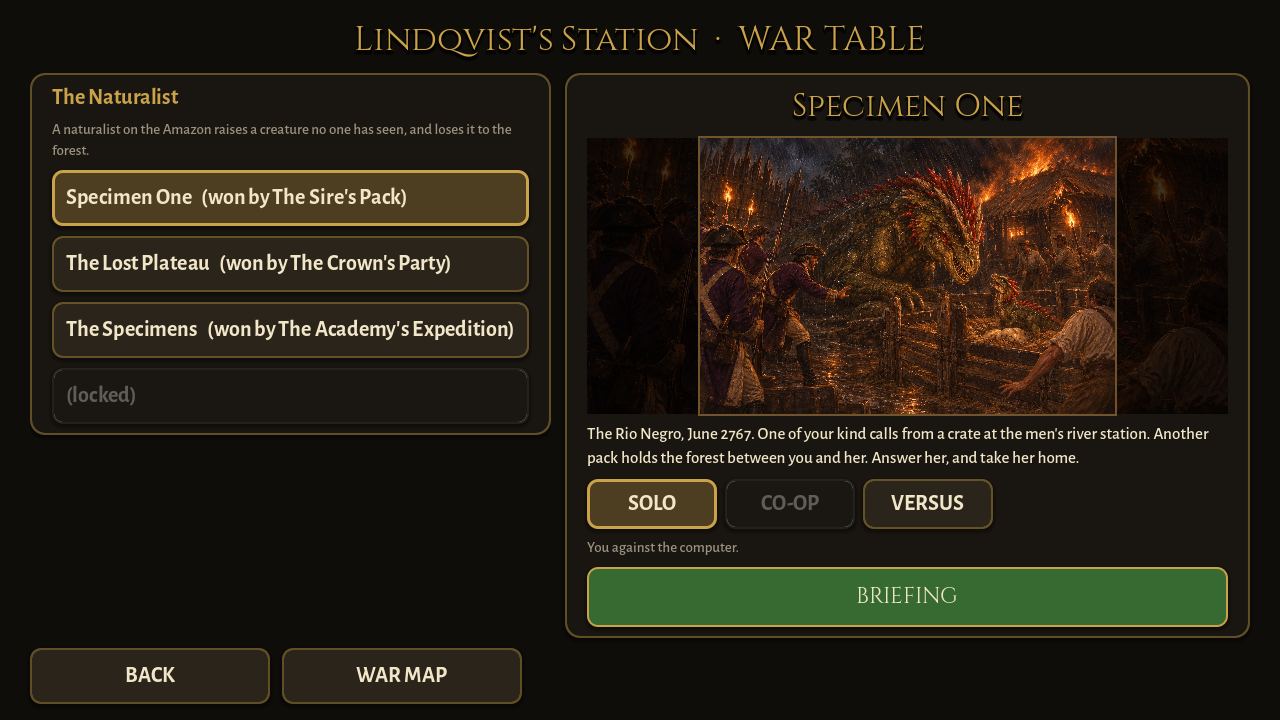 Lindqvist's Station · WAR TABLE
The Naturalist
A naturalist on the Amazon raises a creature no one has seen, and loses it to the
forest.
Specimen One (won by The Sire's Pack)
The Lost Plateau (won by The Crown's Party)
The Specimens (won by The Academy's Expedition)
(locked)
BACK
WAR MAP
Specimen One
The Rio Negro, June 2767. One of your kind calls from a crate at the men's river station. Another
pack holds the forest between you and her. Answer her, and take her home.
SOLO
CO-OP
VERSUS
You against the computer.
BRIEFING